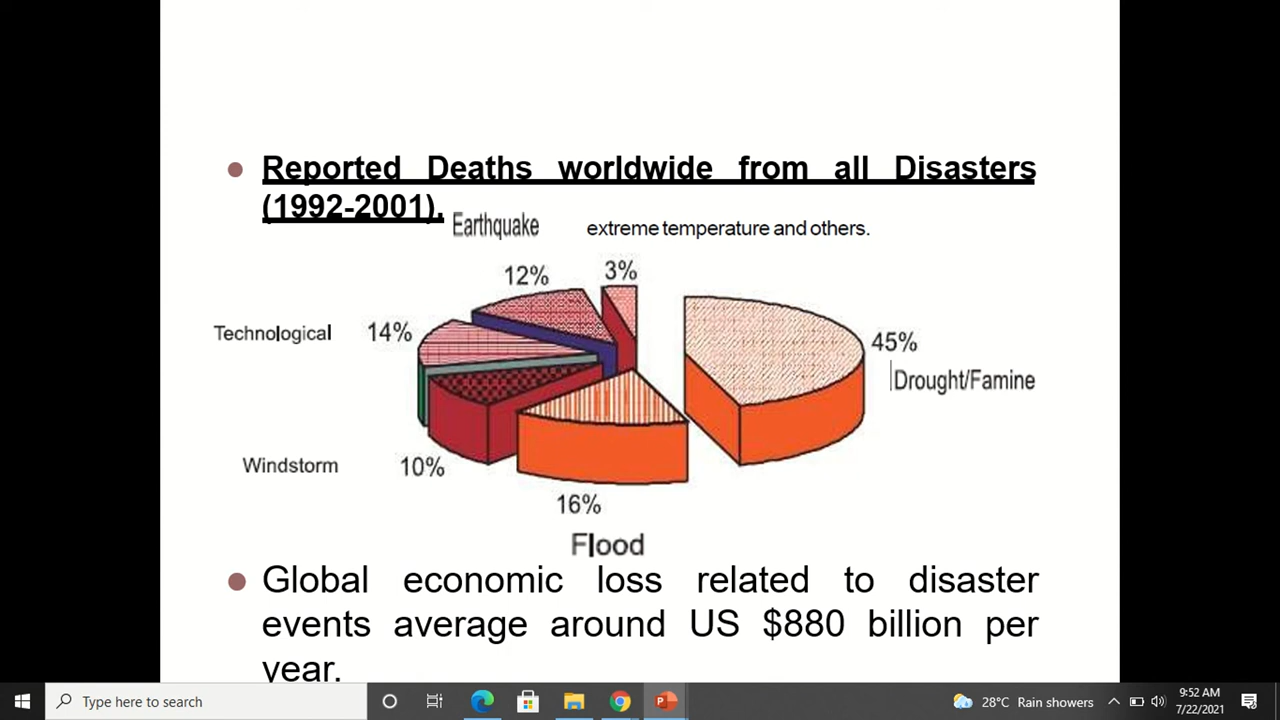 Reported Deaths worldwide from all Disasters
(1992-2001).
Earthquake
extreme temperature and others.
12%
3%
Technological
14%
45%
Drought/Famine
Windstorm
10%
16%
Flood
Global economic loss related to disaster
events average around US $880 billion per
year.
Type here to search
28°C Rain showers
9:52 AM
7/22/2021